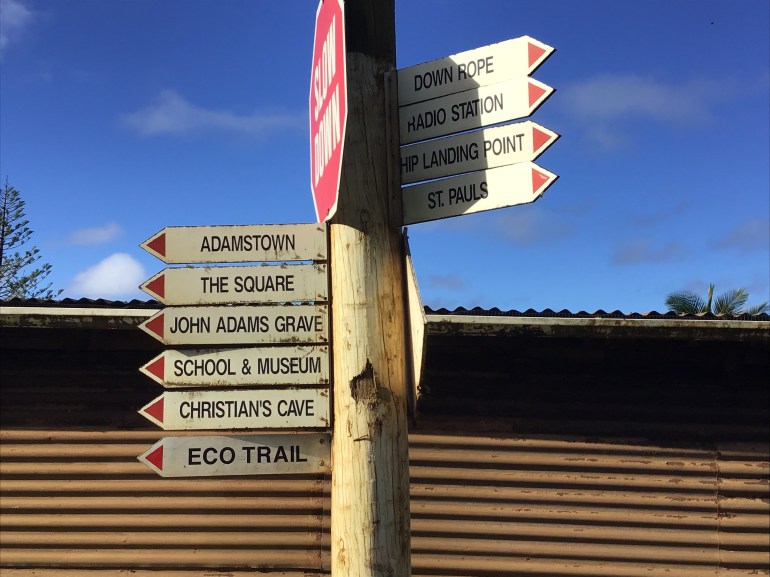 SLOW
DOWN
DOWN ROPE
RADIO STATION
HIP LANDING POINT
ST. PAULS
ADAMSTOWN
THE SQUARE
JOHN ADAMS GRAVE
SCHOOL & MUSEUM
CHRISTIAN'S CAVE
ECO TRAIL